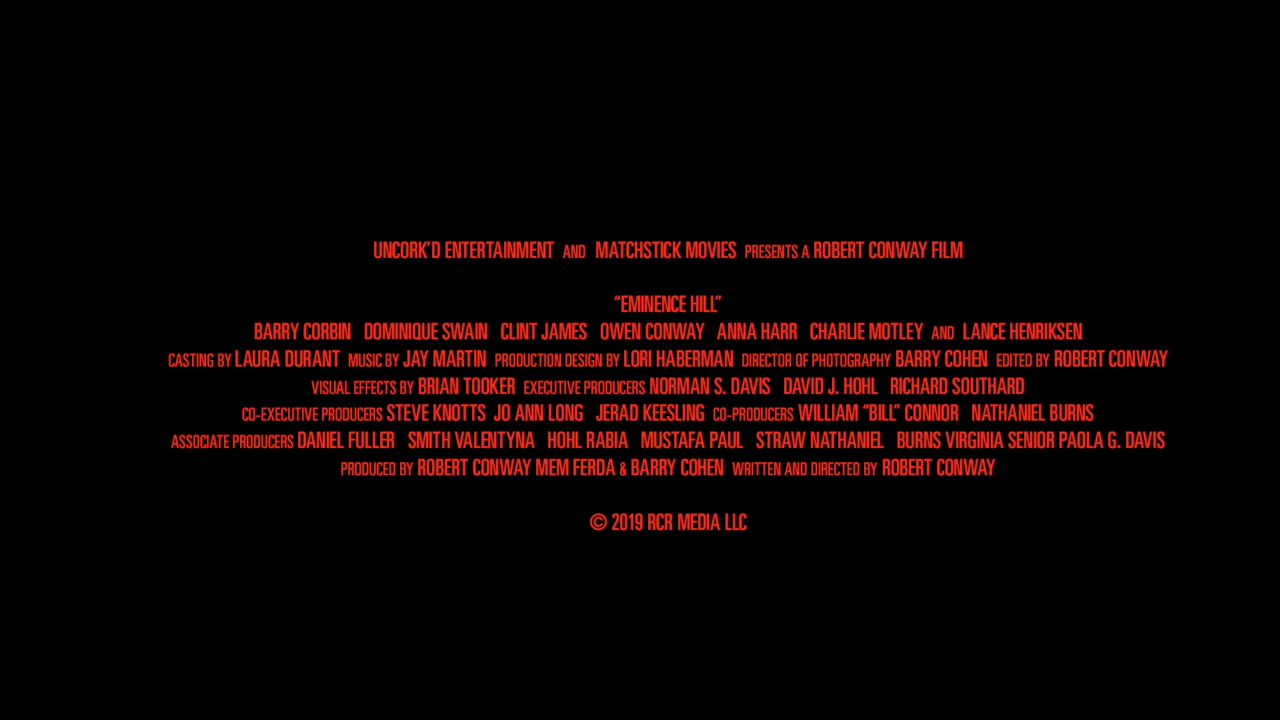 UNCORK'D ENTERTAINMENT AND MATCHSTICK MOVIES PRESENTS A ROBERT CONWAY FILM
“EMINENCE HILL”
BARRY CORBIN DOMINIQUE SWAIN CLINT JAMES OWEN CONWAY ANNA HARR CHARLIE MOTLEY AND LANCE HENRIKSEN
CASTING BY LAURA DURANT MUSIC BY JAY MARTIN PRODUCTION DESIGN BY LORI HABERMAN DIRECTOR OF PHOTOGRAPHY BARRY COHEN EDITED BY ROBERT CONWAY
VISUAL EFFECTS BY BRIAN TOOKER EXECUTIVE PRODUCERS NORMAN S. DAVIS DAVID J. HOHL RICHARD SOUTHARD
CO-EXECUTIVE PRODUCERS STEVE KNOTTS JO ANN LONG JERAD KEESLING CO-PRODUCERS WILLIAM “BILL” CONNOR NATHANIEL BURNS
ASSOCIATE PRODUCERS DANIEL FULLER SMITH VALENTYNA HOHL RABIA MUSTAFA PAUL STRAW NATHANIEL BURNS VIRGINIA SENIOR PAOLA G. DAVIS
PRODUCED BY ROBERT CONWAY MEM FERDA & BARRY COHEN WRITTEN AND DIRECTED BY ROBERT CONWAY
© 2019 RCR MEDIA LLC